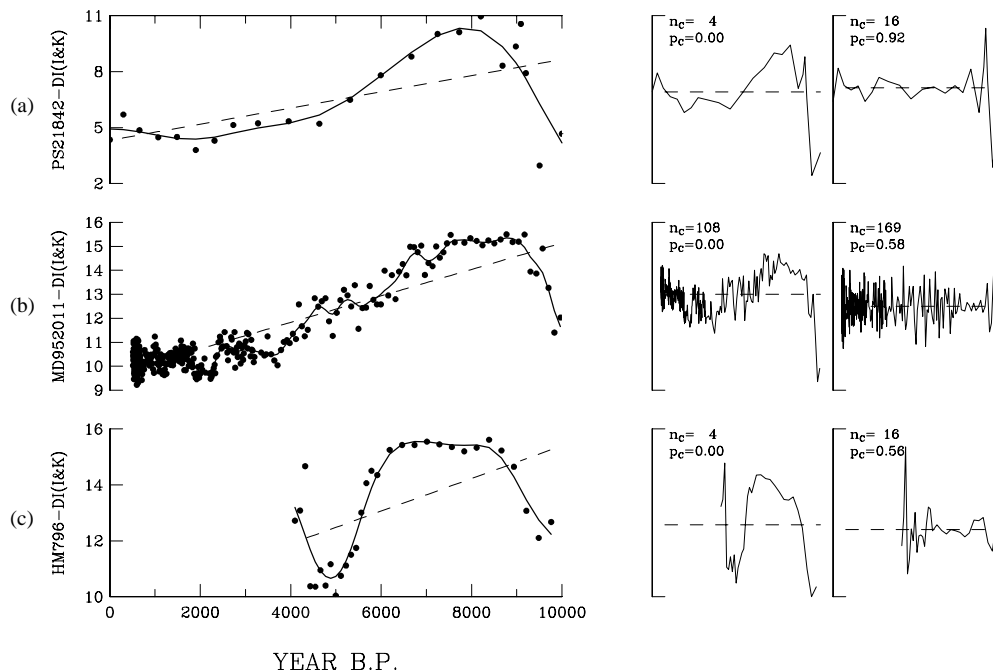 (a)
PS21842-DI(I&K)
11
8
5
2
n_c= 4
p_c=0.00
n_c= 16
p_c=0.92
(b)
MD952011-DI(I&K)
16
15
14
13
12
11
10
9
n_c=108
p_c=0.00
n_c=169
p_c=0.58
(c)
HM796-DI(I&K)
16
14
12
10
n_c= 4
p_c=0.00
n_c= 16
p_c=0.56
0 2000 4000 6000 8000 10000
YEAR B.P.